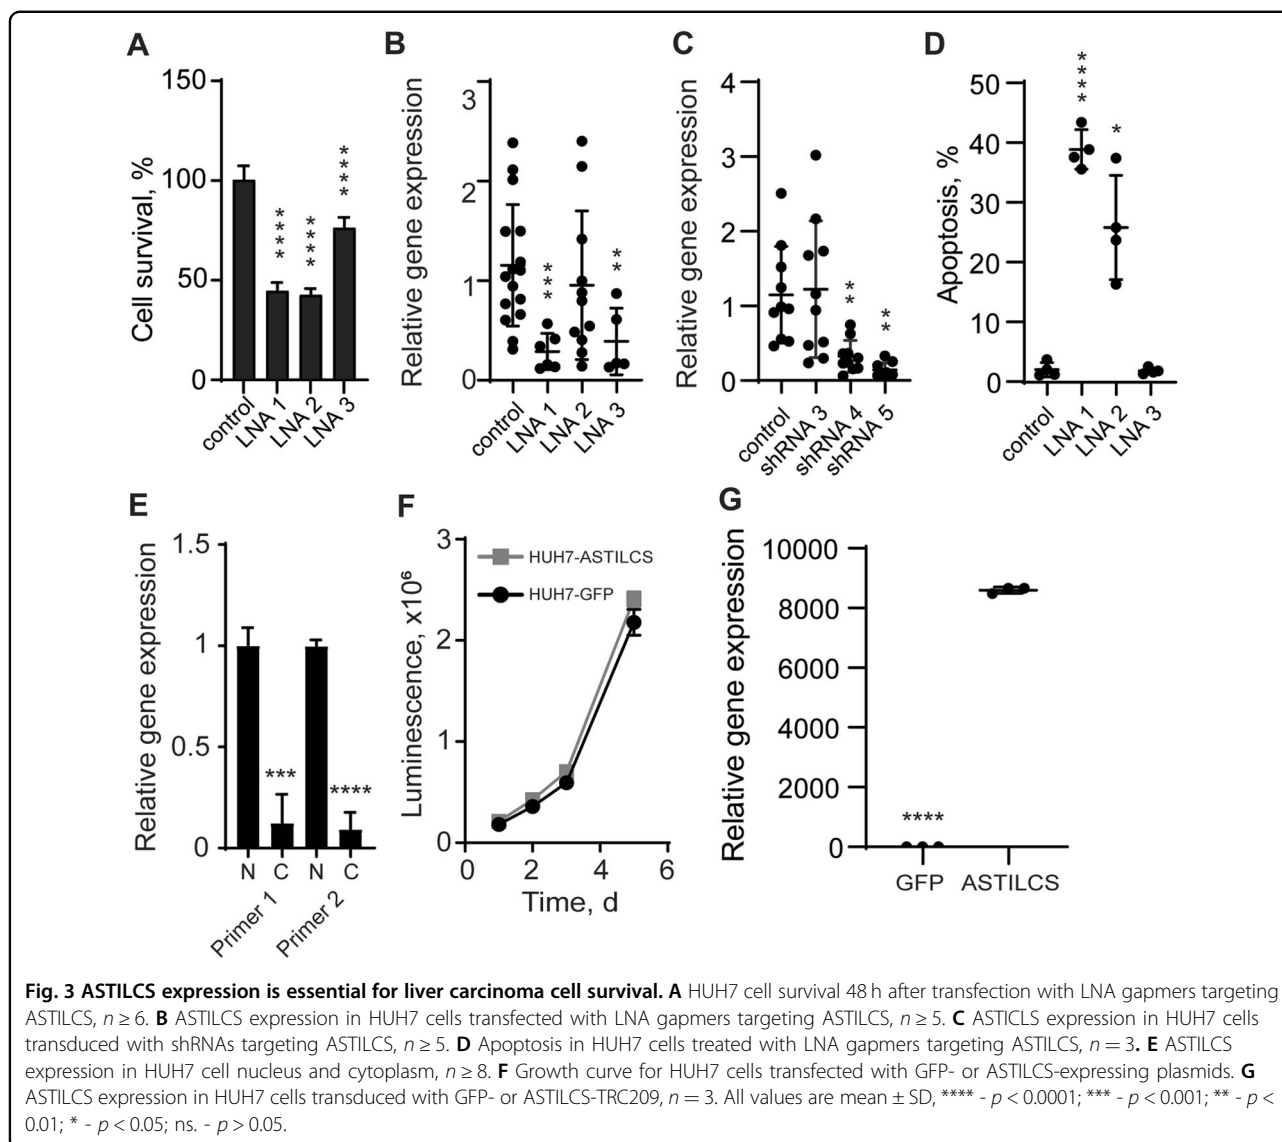 A
Cell survival, %
150
100
50
0
****
****
****
control
LNA 1
LNA 2
LNA 3
B
Relative gene expression
3
2
1
0
***
**
control
LNA 1
LNA 2
LNA 3
C
Relative gene expression
4
3
2
1
0
**
**
control
shRNA 3
shRNA 4
shRNA 5
D
Apoptosis, %
50
40
30
20
10
0
****
*
control
LNA 1
LNA 2
LNA 3
E
Relative gene expression
1.5
1
0.5
0
***
****
N C N C
Primer 1
Primer 2
F
Luminescence, x10⁶
3
2
1
0
HUH7-ASTILCS
HUH7-GFP
0 2 4 6
Time, d
G
Relative gene expression
10000
8000
6000
4000
2000
0
****
GFP ASTILCS
Fig. 3 ASTILCS expression is essential for liver carcinoma cell survival. A HUH7 cell survival 48 h after transfection with LNA gapmers targeting
ASTILCS, n ≥ 6. B ASTILCS expression in HUH7 cells transfected with LNA gapmers targeting ASTILCS, n ≥ 5. C ASTICLS expression in HUH7 cells
transduced with shRNAs targeting ASTILCS, n ≥ 5. D Apoptosis in HUH7 cells treated with LNA gapmers targeting ASTILCS, n = 3. E ASTILCS
expression in HUH7 cell nucleus and cytoplasm, n ≥ 8. F Growth curve for HUH7 cells transfected with GFP- or ASTILCS-expressing plasmids. G
ASTILCS expression in HUH7 cells transduced with GFP- or ASTILCS-TRC209, n = 3. All values are mean ± SD, **** - p < 0.0001; *** - p < 0.001; ** - p <
0.01; * - p < 0.05; ns. - p > 0.05.